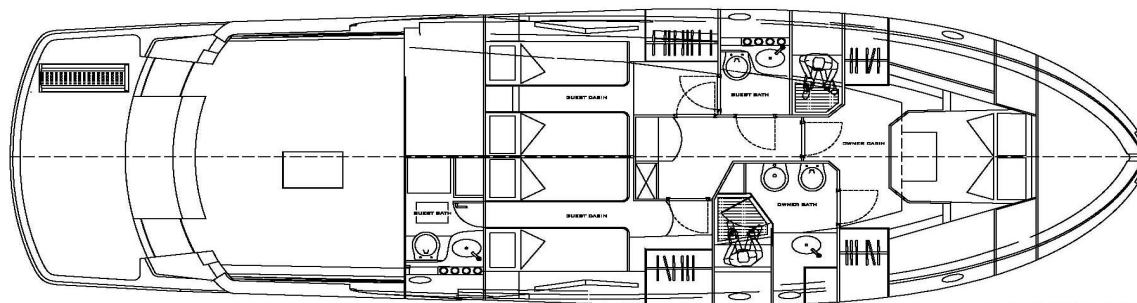 GUEST CABIN
GUEST BATH
OWNER CABIN
OWNER BATH
GUEST BATH
GUEST CABIN